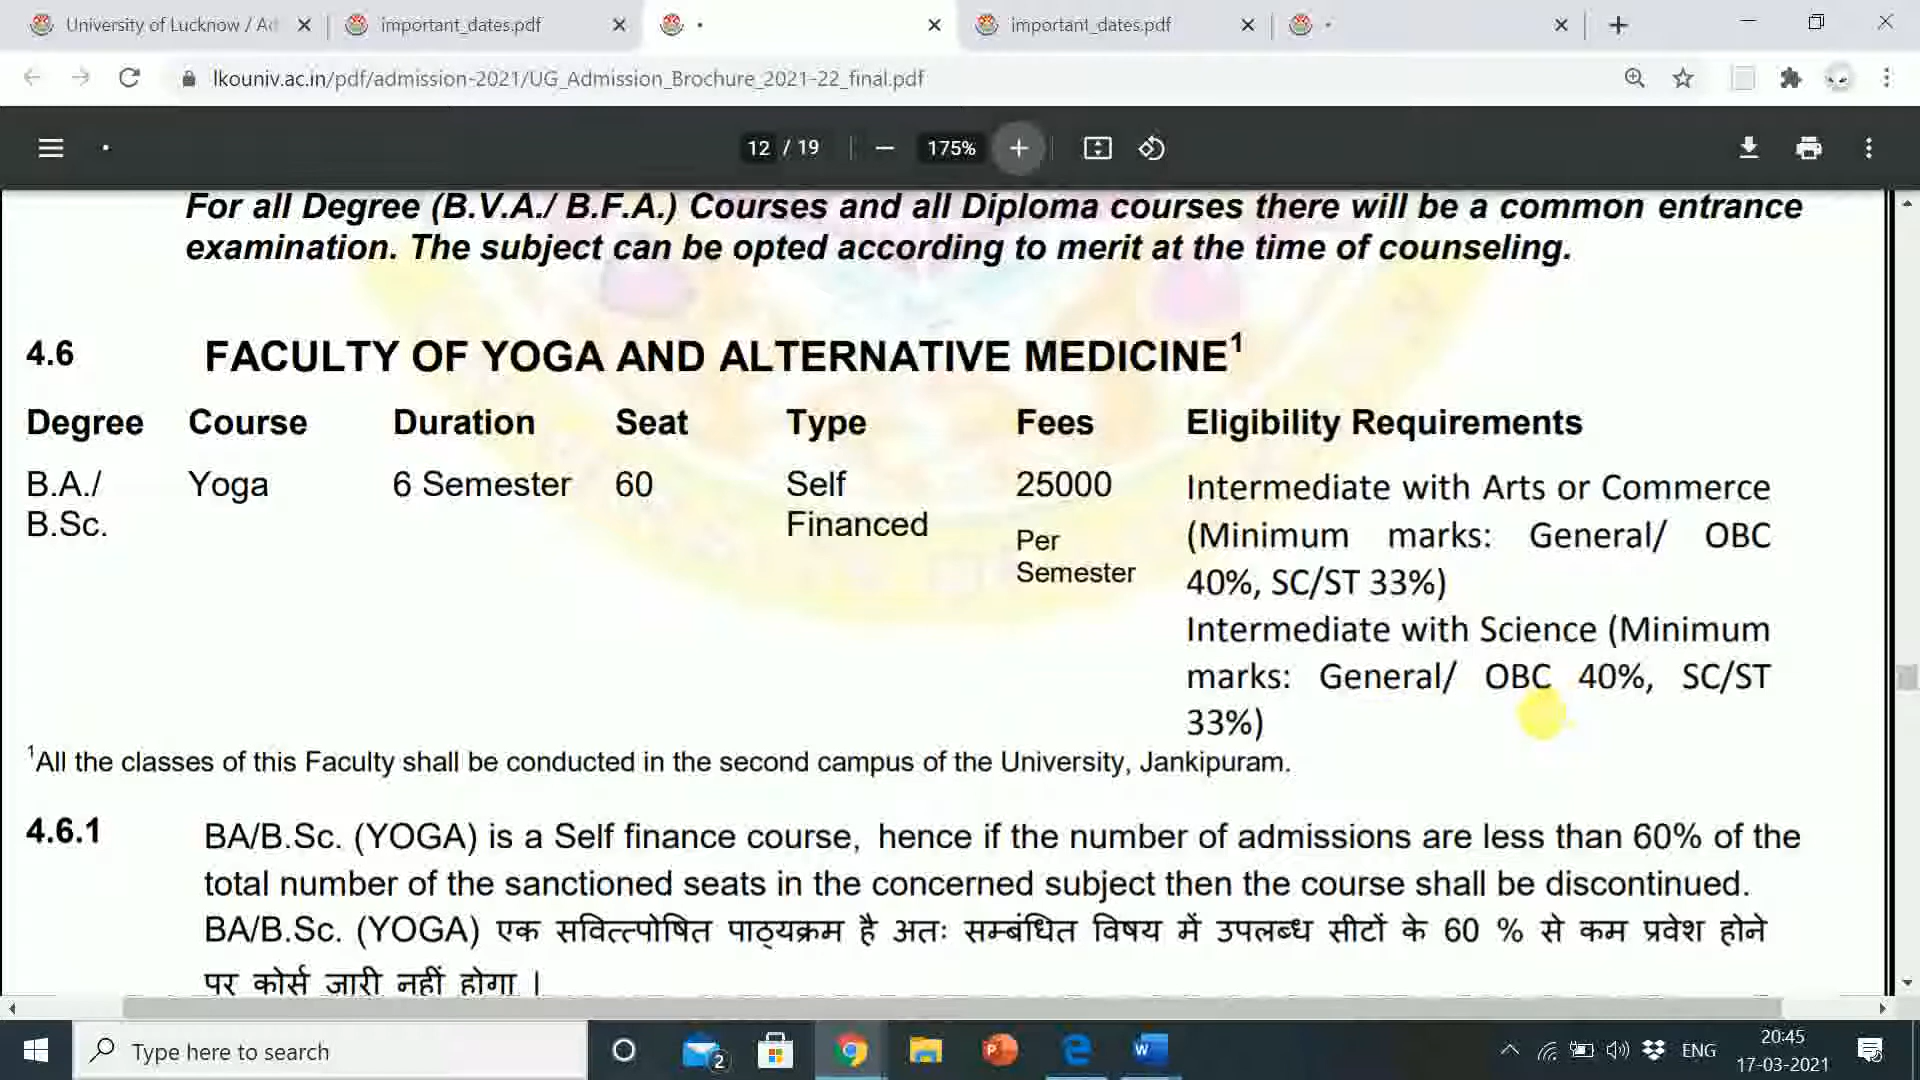 University of Lucknow / Ad
important_dates.pdf
important_dates.pdf
lkouniv.ac.in/pdf/admission-2021/UG_Admission_Brochure_2021-22_final.pdf
12 / 19
175%
For all Degree (B.V.A./ B.F.A.) Courses and all Diploma courses there will be a common entrance
examination. The subject can be opted according to merit at the time of counseling.
4.6 FACULTY OF YOGA AND ALTERNATIVE MEDICINE1
Degree Course Duration Seat Type Fees Eligibility Requirements
B.A./ Yoga 6 Semester 60 Self 25000 Intermediate with Arts or Commerce
B.Sc. Financed Per (Minimum marks: General/ OBC
Semester 40%, SC/ST 33%)
Intermediate with Science (Minimum
marks: General/ OBC 40%, SC/ST
33%)
1All the classes of this Faculty shall be conducted in the second campus of the University, Jankipuram.
4.6.1 BA/B.Sc. (YOGA) is a Self finance course, hence if the number of admissions are less than 60% of the
total number of the sanctioned seats in the concerned subject then the course shall be discontinued.
BA/B.Sc. (YOGA) एक सवित्त्पोषित पाठ्यक्रम है अतः सम्बंधित विषय में उपलब्ध सीटों के 60 % से कम प्रवेश होने
पर कोर्स जारी नहीं होगा |
Type here to search
2
ENG
20:45
17-03-2021